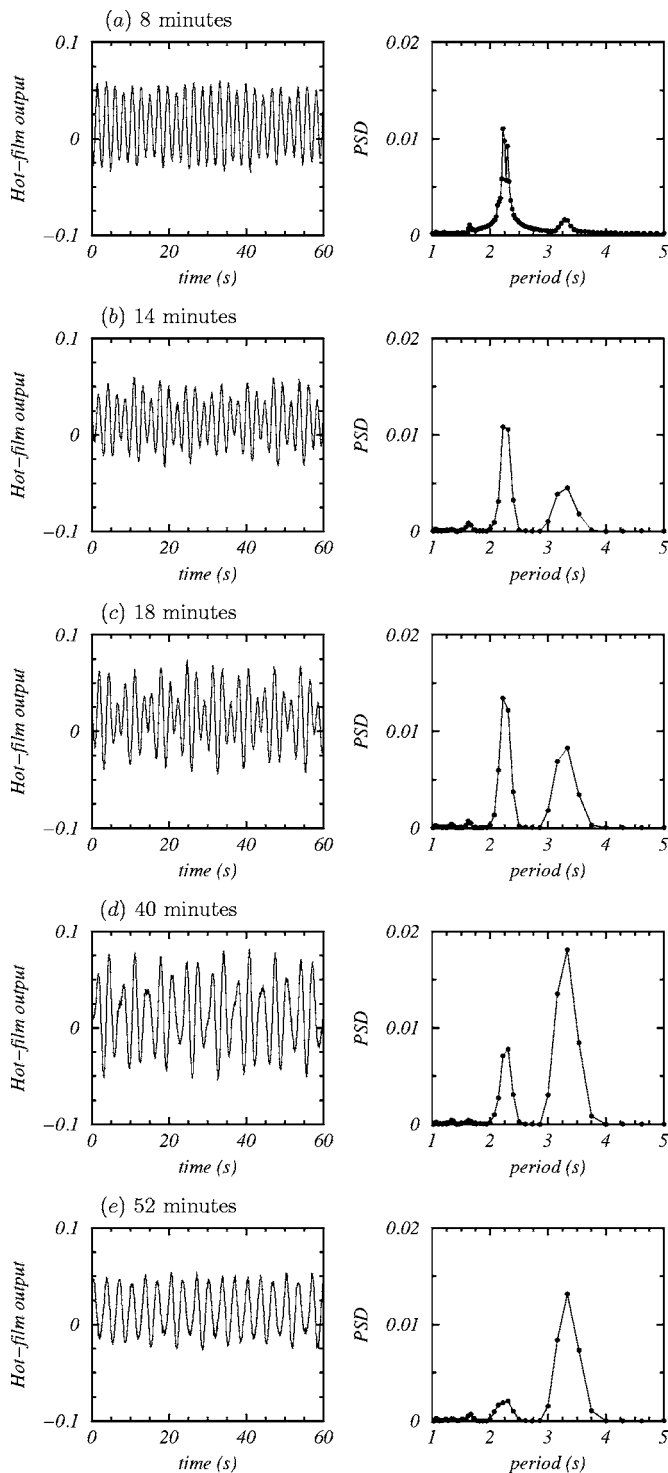 (a) 8 minutes
0.1
0
−0.1
Hot−film output
0 20 40 60
time (s)
0.02
0.01
0
PSD
1 2 3 4 5
period (s)
(b) 14 minutes
0.1
0
−0.1
Hot−film output
0 20 40 60
time (s)
0.02
0.01
0
PSD
1 2 3 4 5
period (s)
(c) 18 minutes
0.1
0
−0.1
Hot−film output
0 20 40 60
time (s)
0.02
0.01
0
PSD
1 2 3 4 5
period (s)
(d) 40 minutes
0.1
0
−0.1
Hot−film output
0 20 40 60
time (s)
0.02
0.01
0
PSD
1 2 3 4 5
period (s)
(e) 52 minutes
0.1
0
−0.1
Hot−film output
0 20 40 60
time (s)
0.02
0.01
0
PSD
1 2 3 4 5
period (s)